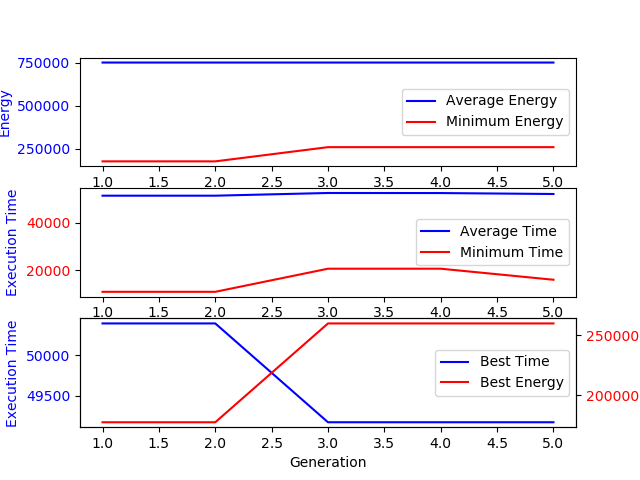 750000
500000
250000
Energy
Average Energy
Minimum Energy
1.0 1.5 2.0 2.5 3.0 3.5 4.0 4.5 5.0
40000
20000
Execution Time
Average Time
Minimum Time
1.0 1.5 2.0 2.5 3.0 3.5 4.0 4.5 5.0
50000
49500
Execution Time
Best Time
Best Energy
250000
200000
1.0 1.5 2.0 2.5 3.0 3.5 4.0 4.5 5.0
Generation